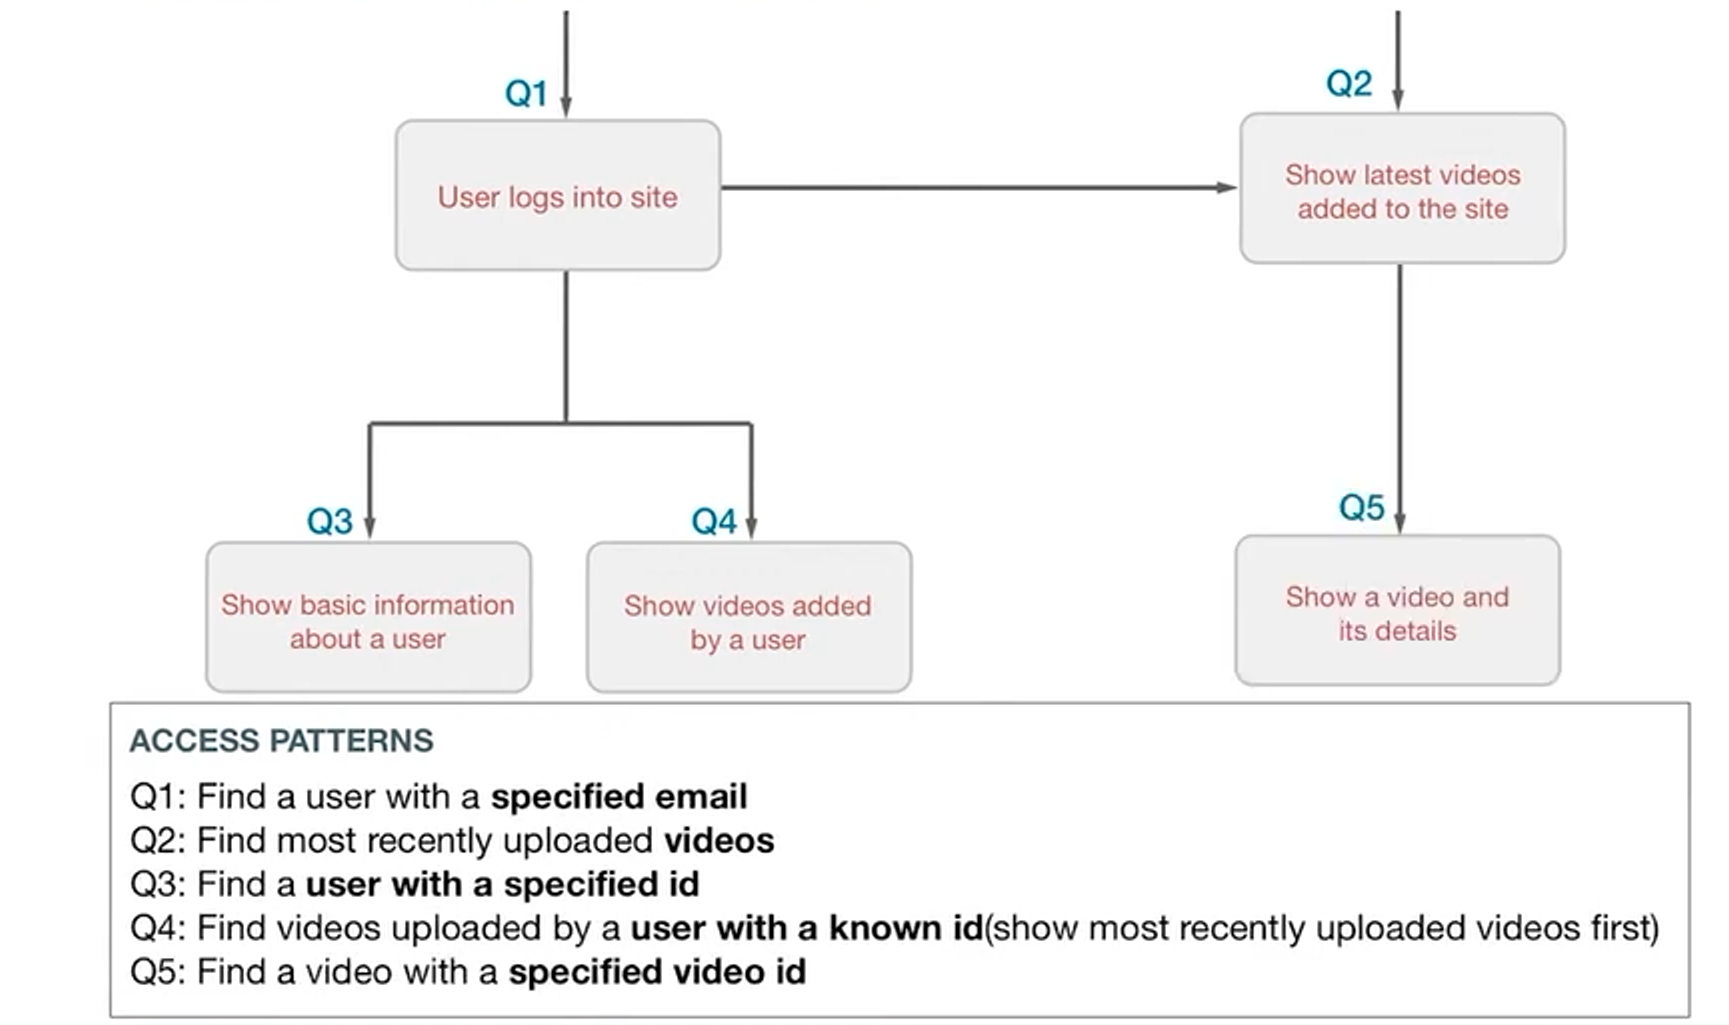 Q1
Q2
User logs into site
Show latest videos
added to the site
Q3
Q4
Q5
Show basic information
about a user
Show videos added
by a user
Show a video and
its details
ACCESS PATTERNS
Q1: Find a user with a specified email
Q2: Find most recently uploaded videos
Q3: Find a user with a specified id
Q4: Find videos uploaded by a user with a known id(show most recently uploaded videos first)
Q5: Find a video with a specified video id